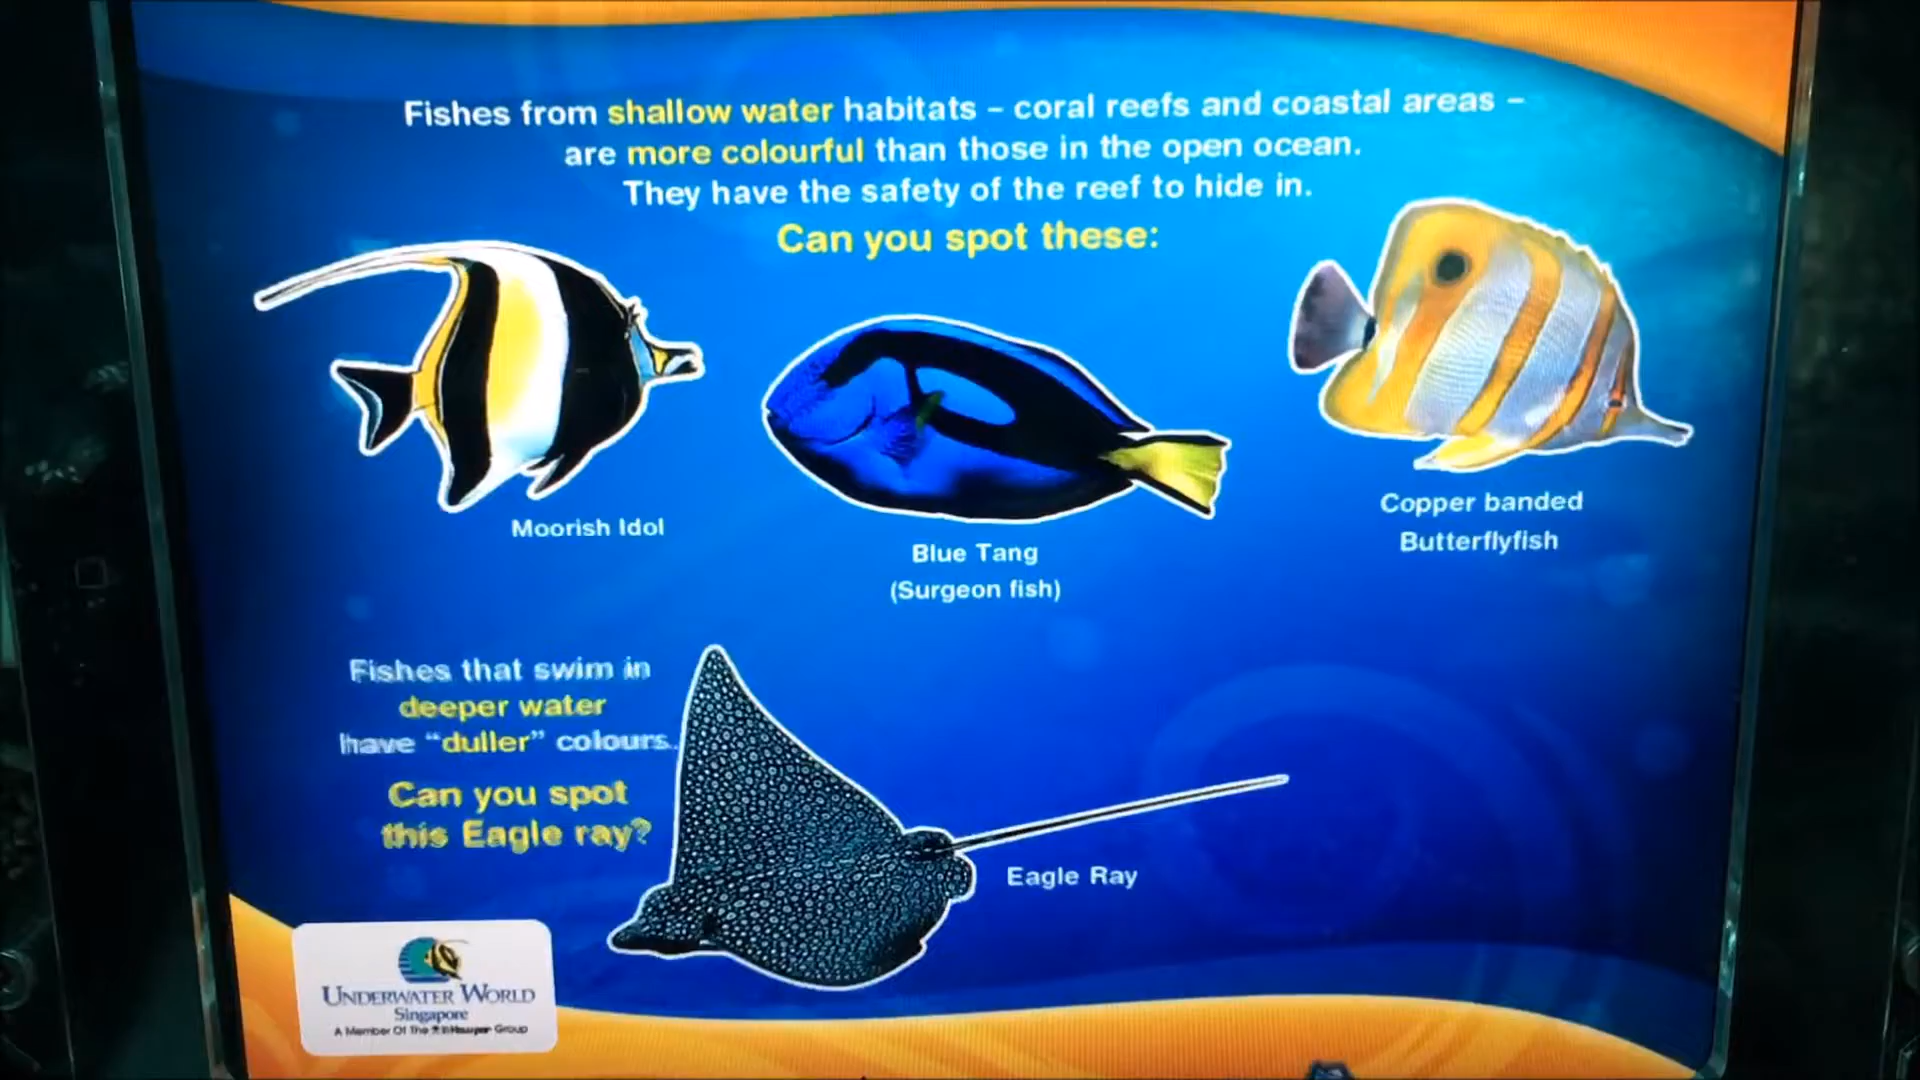 Fishes from shallow water habitats – coral reefs and coastal areas –
are more colourful than those in the open ocean.
They have the safety of the reef to hide in.
Can you spot these:
Moorish Idol
Blue Tang
(Surgeon fish)
Copper banded
Butterflyfish
Fishes that swim in
deeper water
have “duller” colours.
Can you spot
this Eagle ray?
Eagle Ray
UNDERWATER WORLD
Singapore
A Member Of The Group